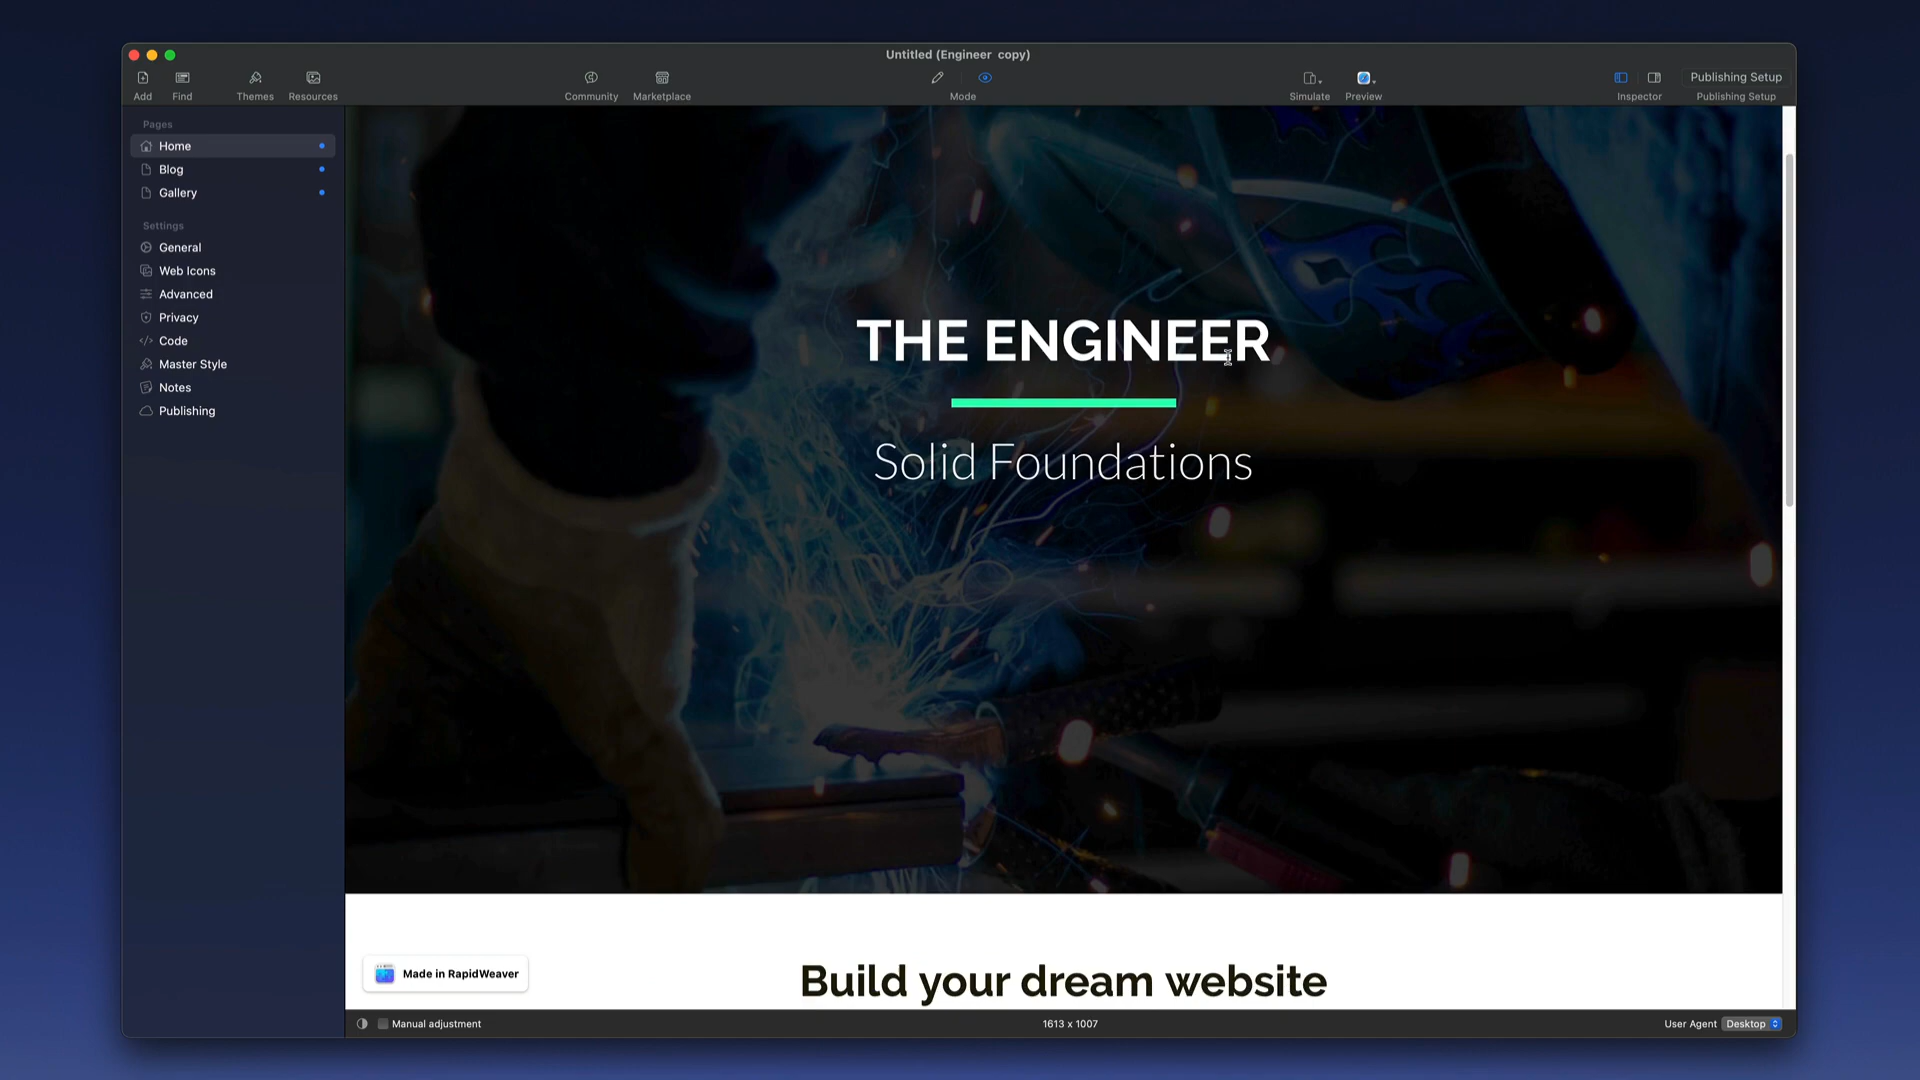 Untitled (Engineer copy)
Add
Find
Themes
Resources
Community
Marketplace
Mode
Simulate
Preview
Inspector
Publishing Setup
Publishing Setup
Pages
Home
Blog
Gallery
Settings
General
Web Icons
Advanced
Privacy
Code
Master Style
Notes
Publishing
THE ENGINEER
Solid Foundations
Build your dream website
Made in RapidWeaver
Manual adjustment
1613 x 1007
User Agent Desktop